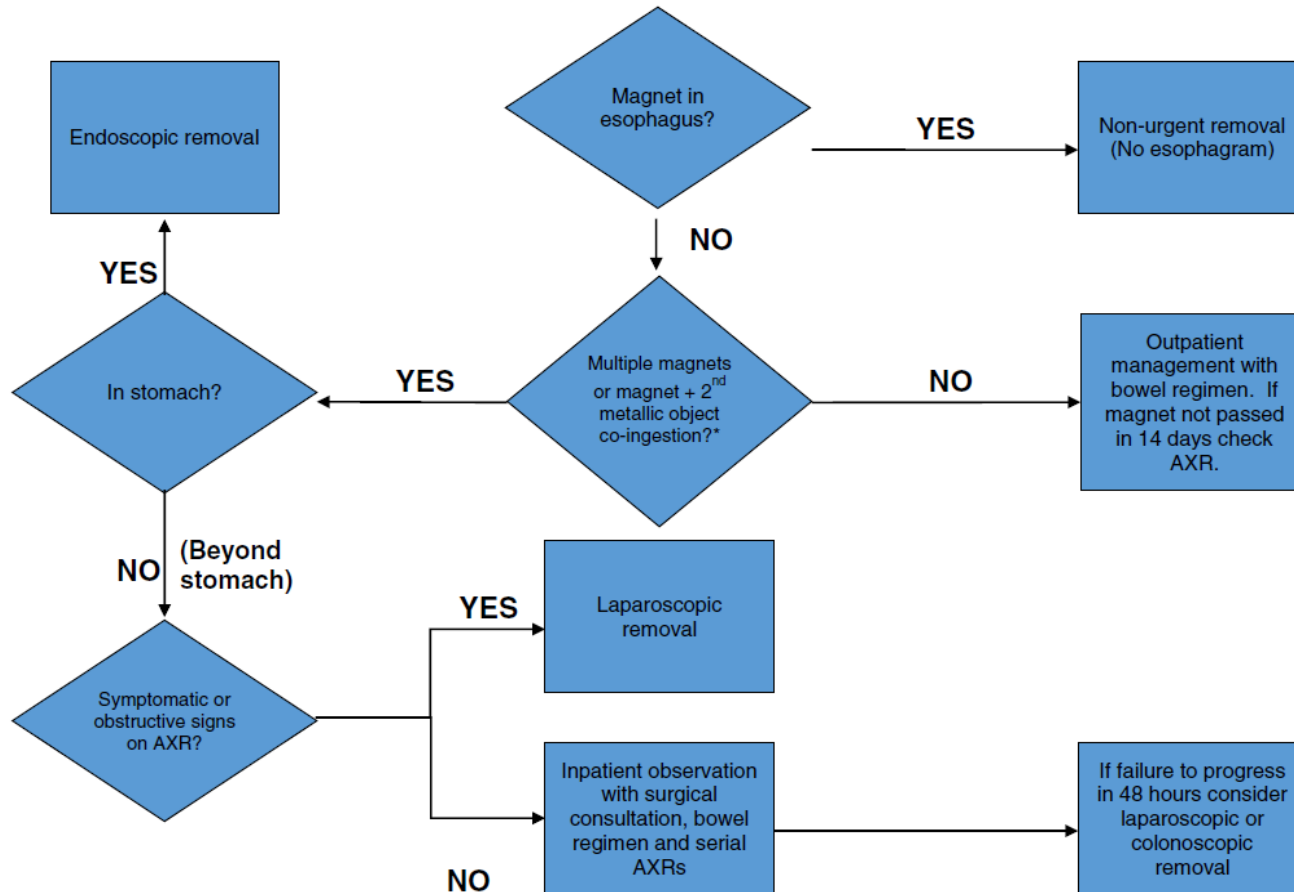 Magnet in
esophagus?
YES
Non-urgent removal
(No esophagram)
NO
Endoscopic removal
YES
In stomach?
YES
Multiple magnets
or magnet + 2nd
metallic object
co-ingestion?*
NO
Outpatient
management with
bowel regimen. If
magnet not passed
in 14 days check
AXR.
NO
(Beyond
stomach)
Symptomatic or
obstructive signs
on AXR?
YES
Laparoscopic
removal
NO
Inpatient observation
with surgical
consultation, bowel
regimen and serial
AXRs
If failure to progress
in 48 hours consider
laparoscopic or
colonoscopic
removal